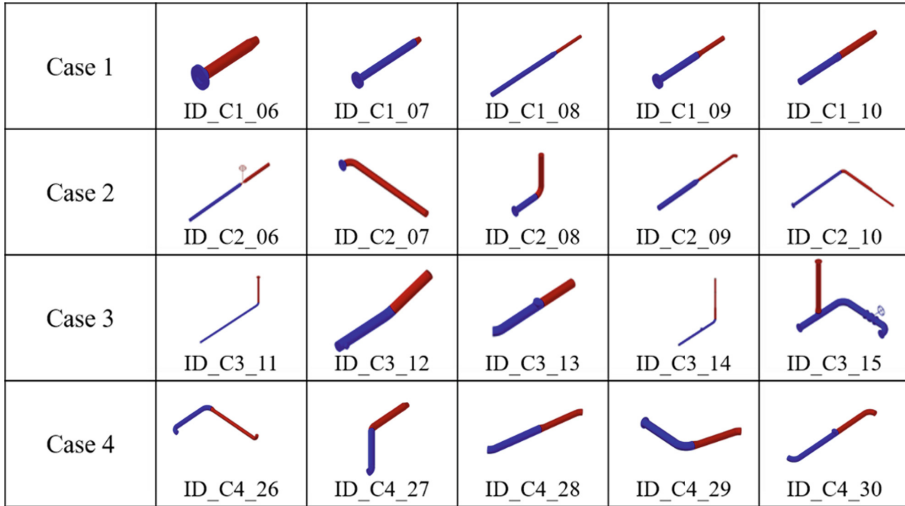 Case 1
ID_C1_06 ID_C1_07 ID_C1_08 ID_C1_09 ID_C1_10
Case 2
ID_C2_06 ID_C2_07 ID_C2_08 ID_C2_09 ID_C2_10
Case 3
ID_C3_11 ID_C3_12 ID_C3_13 ID_C3_14 ID_C3_15
Case 4
ID_C4_26 ID_C4_27 ID_C4_28 ID_C4_29 ID_C4_30